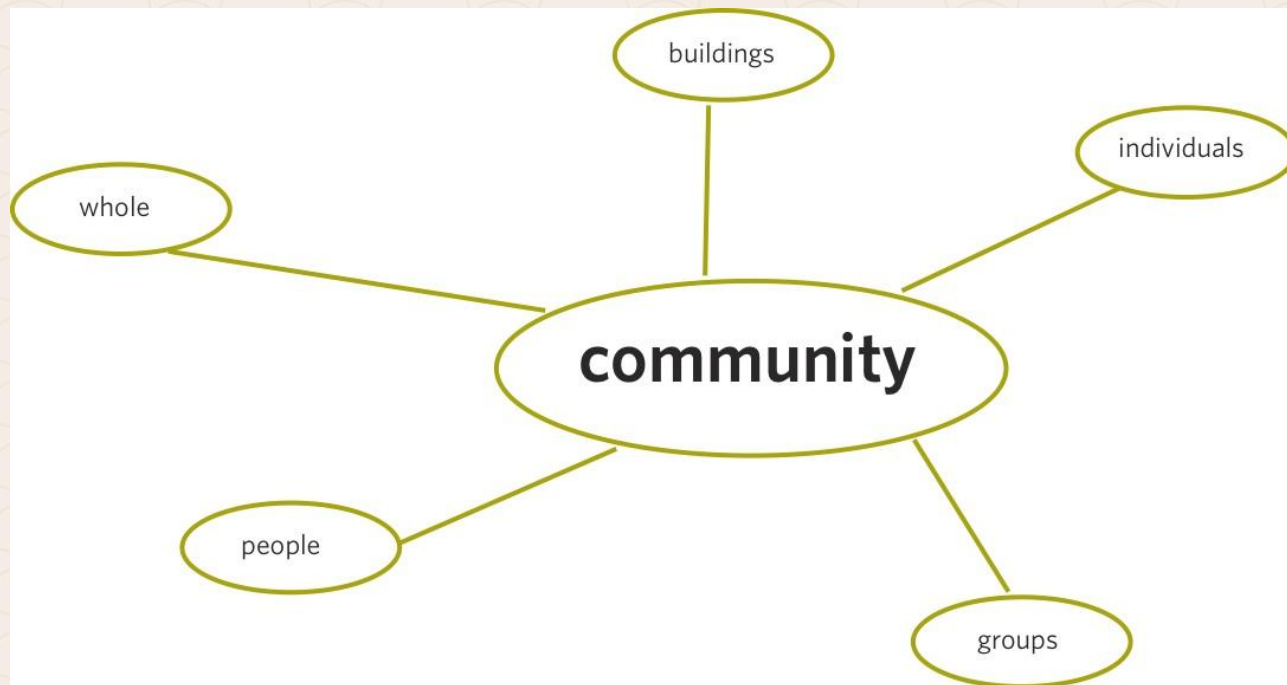 buildings
individuals
whole
community
people
groups